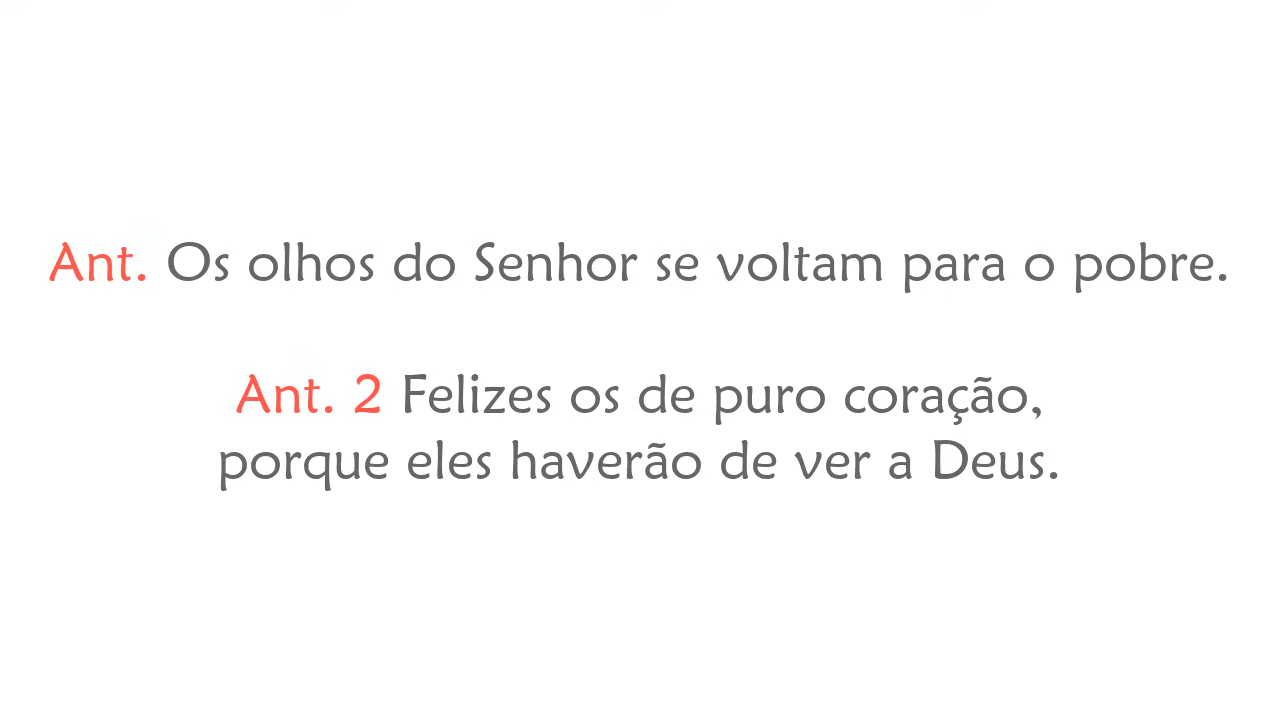 Ant. Os olhos do Senhor se voltam para o pobre.
Ant. 2 Felizes os de puro coração,
porque eles haverão de ver a Deus.